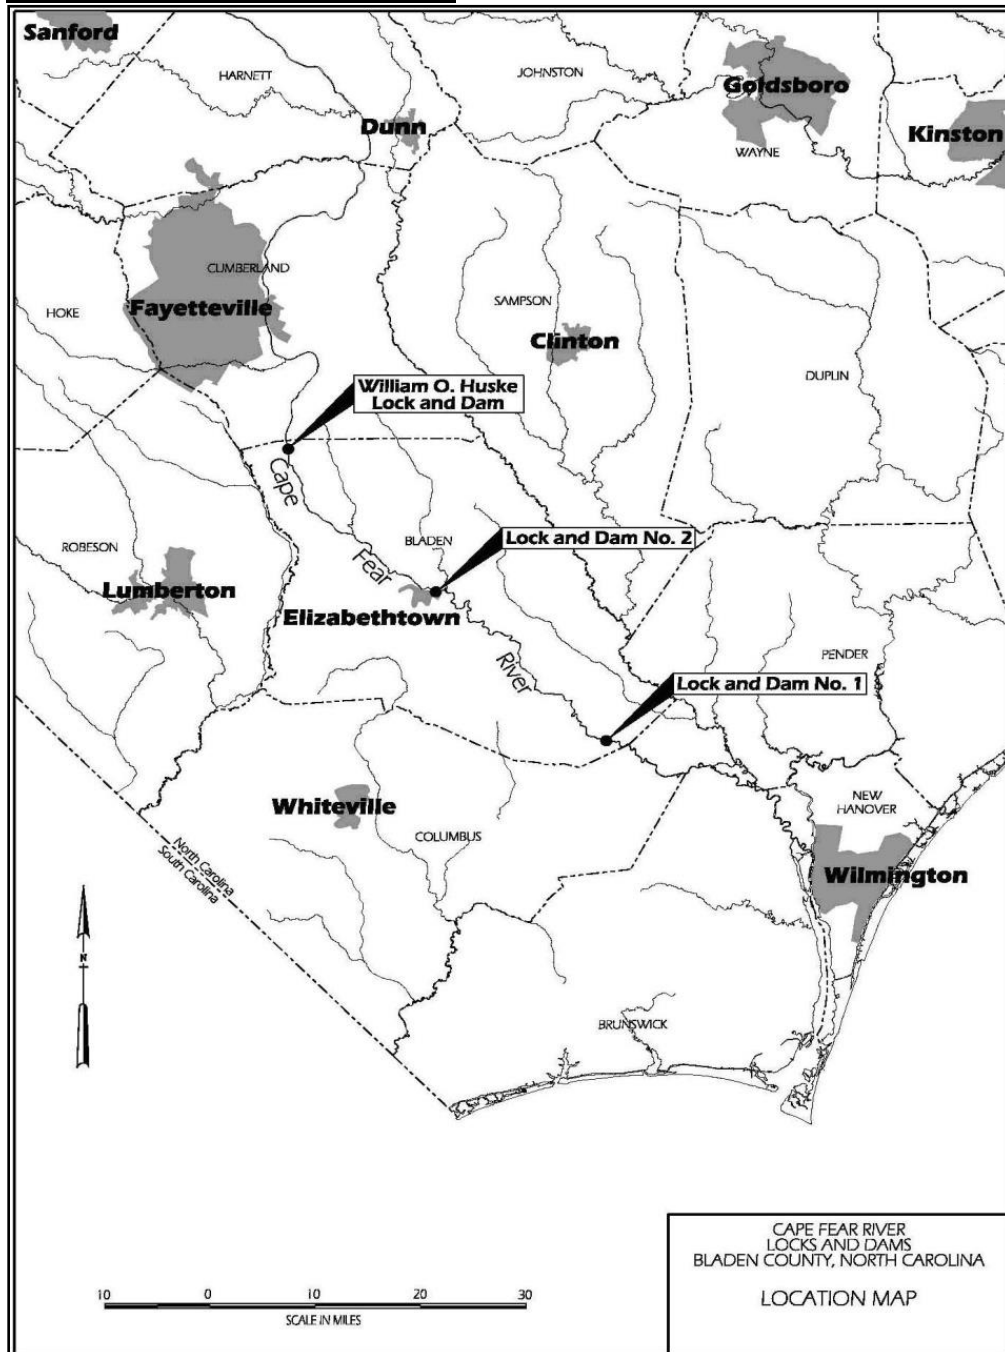 Sanford
HARNETT
JOHNSTON
Goldsboro
Dunn
Kinston
WAYNE
CUMBERLAND
HOKE
Fayetteville
SAMPSON
Clinton
DUPLIN
William O. Huske
Lock and Dam
Cape
Fear
River
ROBESON
BLADEN
Lock and Dam No. 2
Lumberton
Elizabethtown
PENDER
Lock and Dam No. 1
Whiteville
NEW
HANOVER
COLUMBUS
North Carolina
South Carolina
Wilmington
N
BRUNSWICK
CAPE FEAR RIVER
LOCKS AND DAMS
BLADEN COUNTY, NORTH CAROLINA
LOCATION MAP
10 0 10 20 30
SCALE IN MILES